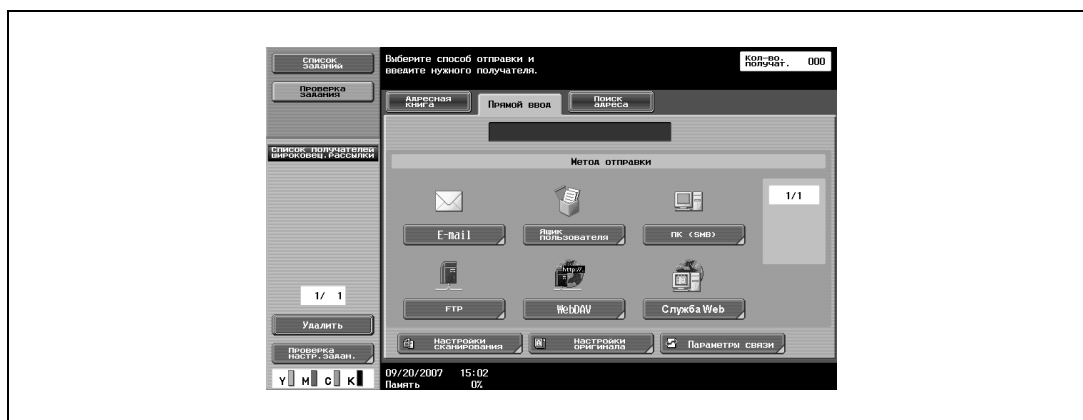 Список
заданий
Проверка
задания
Список получателей
широковещ.Рассылки
1/ 1
Удалить
Проверка
настр.задан.
Y M C K
Выберите способ отправки и
введите нужного получателя.
Кол-во.
получат. 000
Адресная
книга
Прямой ввод
Поиск
адреса
Метод отправки
1/1
E-mail
Ящик
пользователя
ПК (SMB)
http://.
FTP
WebDAV
Служба Web
Настройки
сканирования
Настройки
оригинала
Параметры связи
09/20/2007 15:02
Память 0%